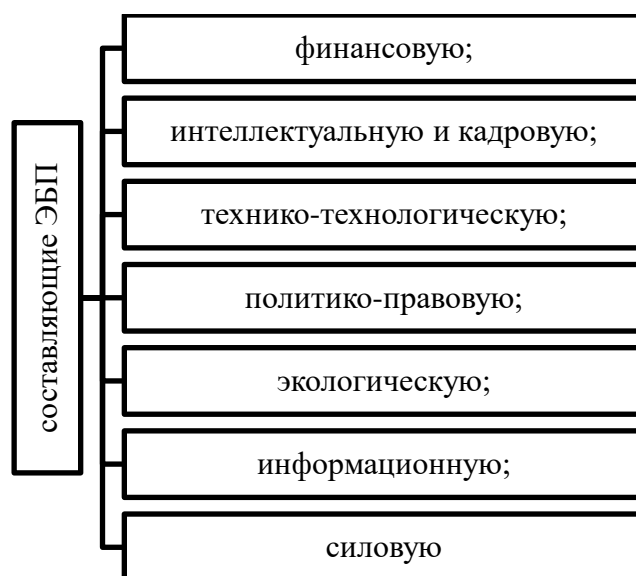 составляющие ЭБП
финансовую;
интеллектуальную и кадровую;
технико-технологическую;
политико-правовую;
экологическую;
информационную;
силовую